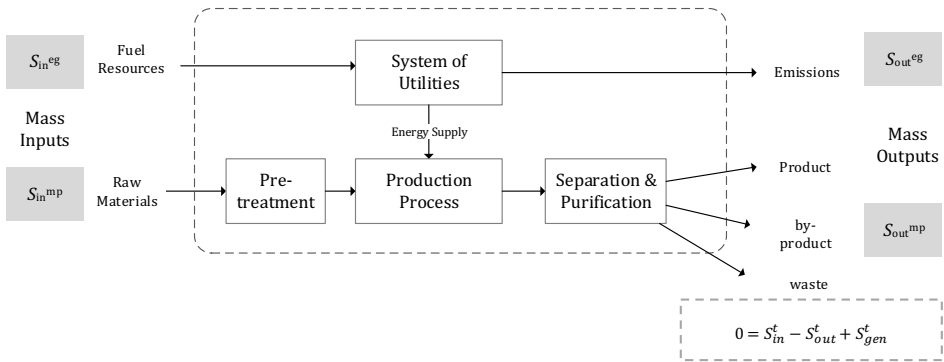 S_in^eg
Fuel
Resources
System of
Utilities
Emissions
S_out^eg
Mass
Inputs
Energy Supply
Mass
Outputs
S_in^mp
Raw
Materials
Pre-
treatment
Production
Process
Separation &
Purification
Product
by-
product
S_out^mp
waste
0 = S_in^t − S_out^t + S_gen^t